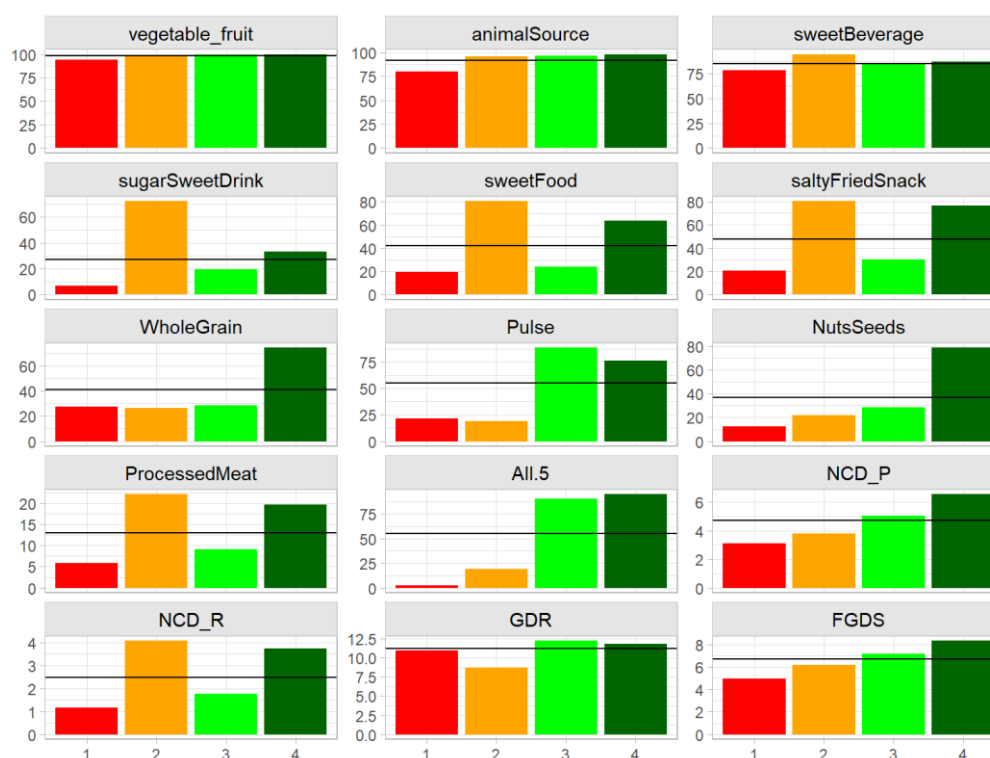 vegetable_fruit animalSource sweetBeverage
100 100
75 75 75
50 50 50
25 25 25
0 0 0
sugarSweetDrink sweetFood saltyFriedSnack
80 80
60 60 60
40 40 40
20 20 20
0 0 0
WholeGrain Pulse NutsSeeds
80
60 75 60
40 50 40
20 25 20
0 0 0
ProcessedMeat All.5 NCD_P
20 75 6
15 50 4
10 25 2
5
0 0 0
NCD_R GDR FGDS
4 12.5 8
3 10.0 6
2 7.5 4
1 5.0 2
2.5
0 0.0 0
1 2 3 4 1 2 3 4 1 2 3 4